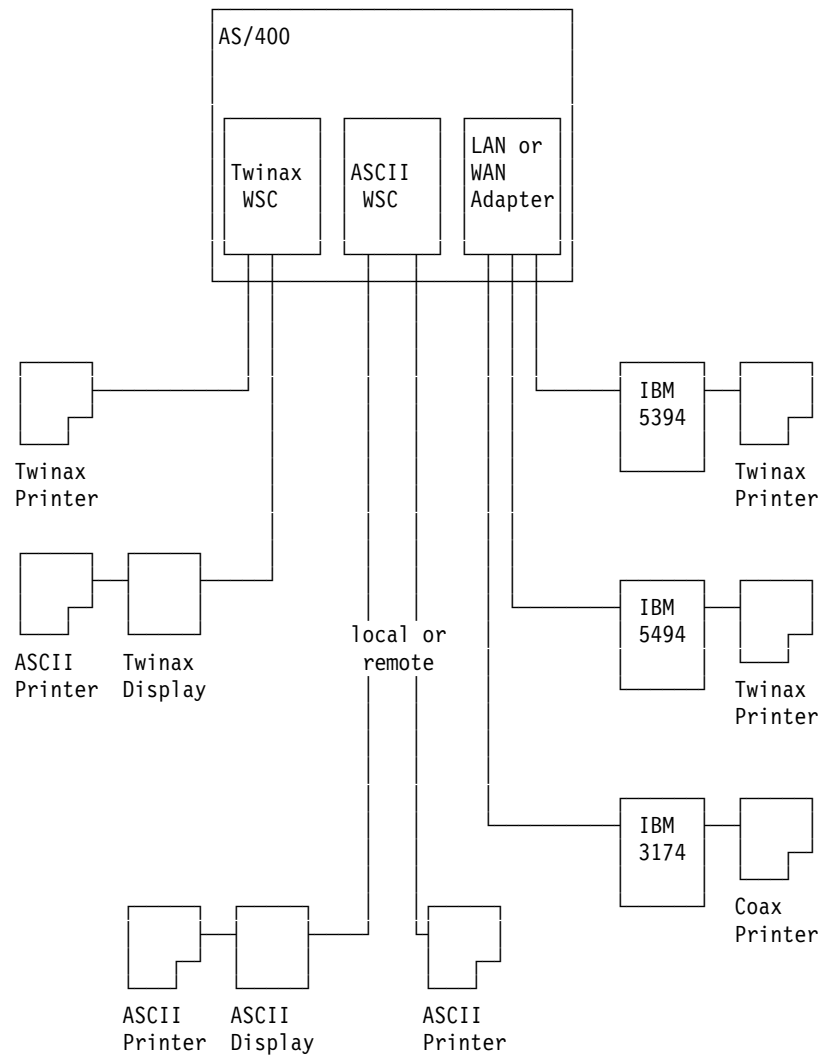 AS/400
Twinax
WSC
ASCII
WSC
LAN or
WAN
Adapter
IBM
5394
Twinax
Printer
Twinax
Printer
ASCII
Printer
Twinax
Display
local or
remote
IBM
5494
Twinax
Printer
IBM
3174
Coax
Printer
ASCII
Printer
ASCII
Display
ASCII
Printer